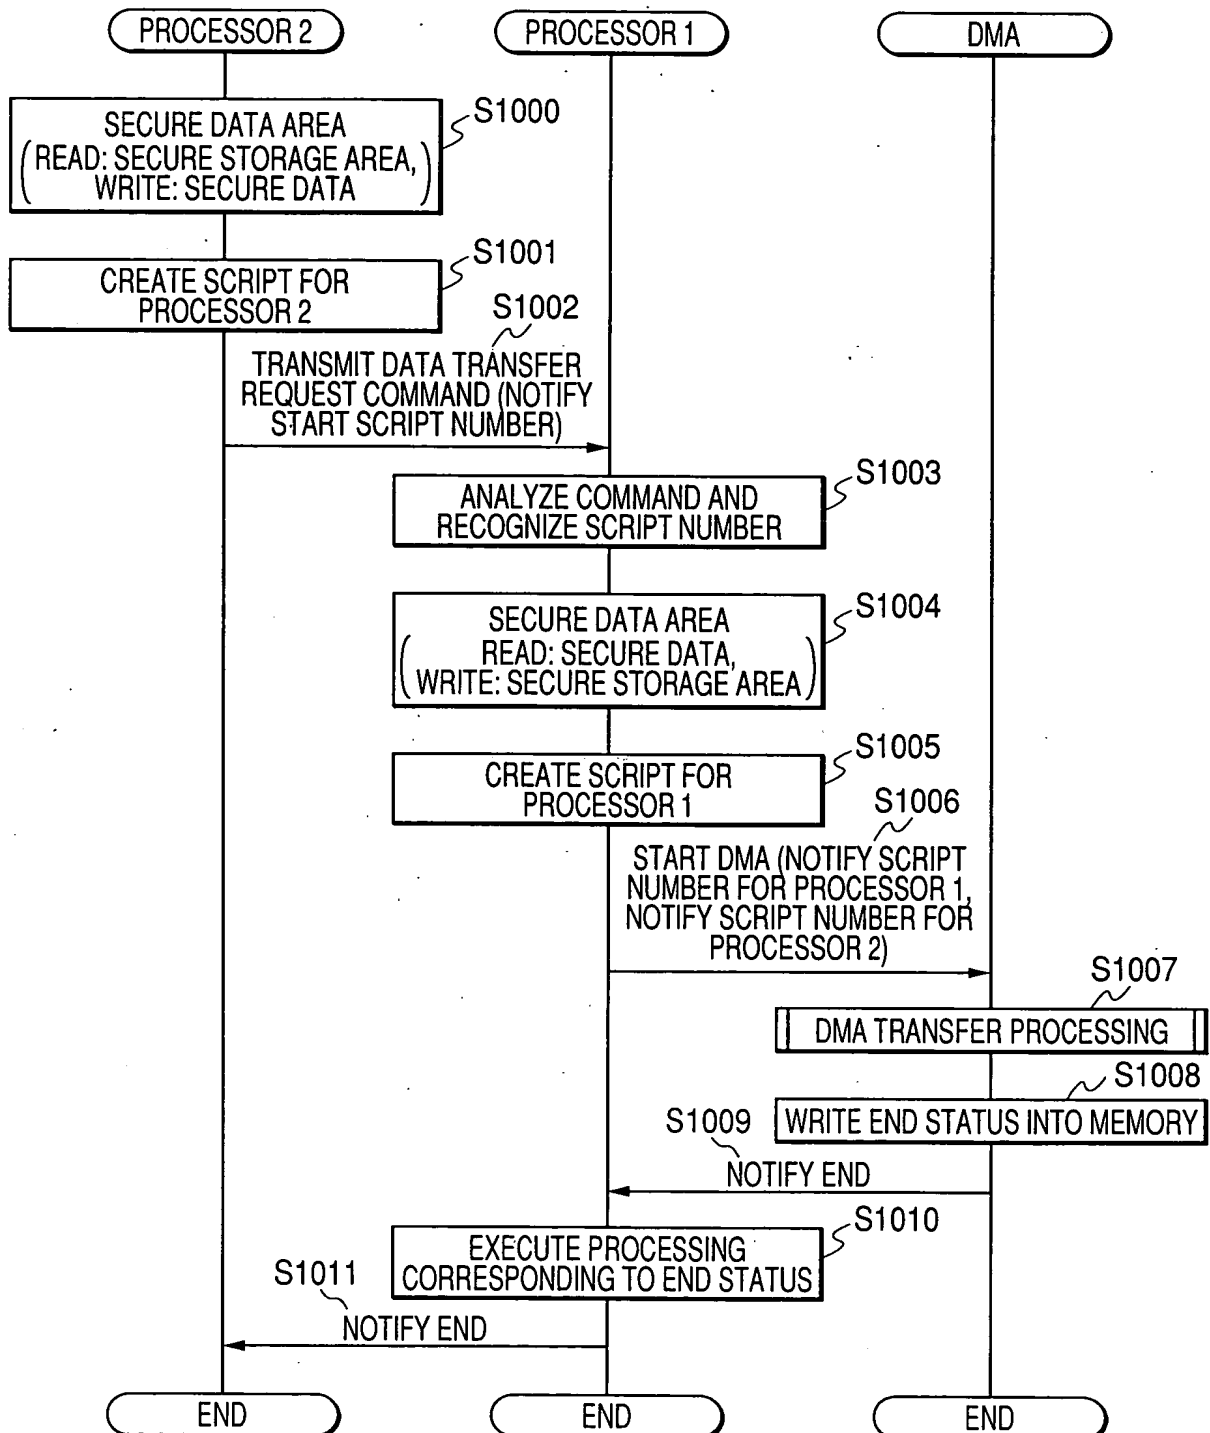 PROCESSOR 2
PROCESSOR 1
DMA
SECURE DATA AREA
(READ: SECURE STORAGE AREA,
WRITE: SECURE DATA)
S1000
CREATE SCRIPT FOR
PROCESSOR 2
S1001
S1002
TRANSMIT DATA TRANSFER
REQUEST COMMAND (NOTIFY
START SCRIPT NUMBER)
S1003
ANALYZE COMMAND AND
RECOGNIZE SCRIPT NUMBER
S1004
SECURE DATA AREA
(READ: SECURE DATA,
WRITE: SECURE STORAGE AREA)
S1005
CREATE SCRIPT FOR
PROCESSOR 1
S1006
START DMA (NOTIFY SCRIPT
NUMBER FOR PROCESSOR 1,
NOTIFY SCRIPT NUMBER FOR
PROCESSOR 2)
S1007
DMA TRANSFER PROCESSING
S1008
WRITE END STATUS INTO MEMORY
S1009
NOTIFY END
S1010
EXECUTE PROCESSING
CORRESPONDING TO END STATUS
S1011
NOTIFY END
END
END
END